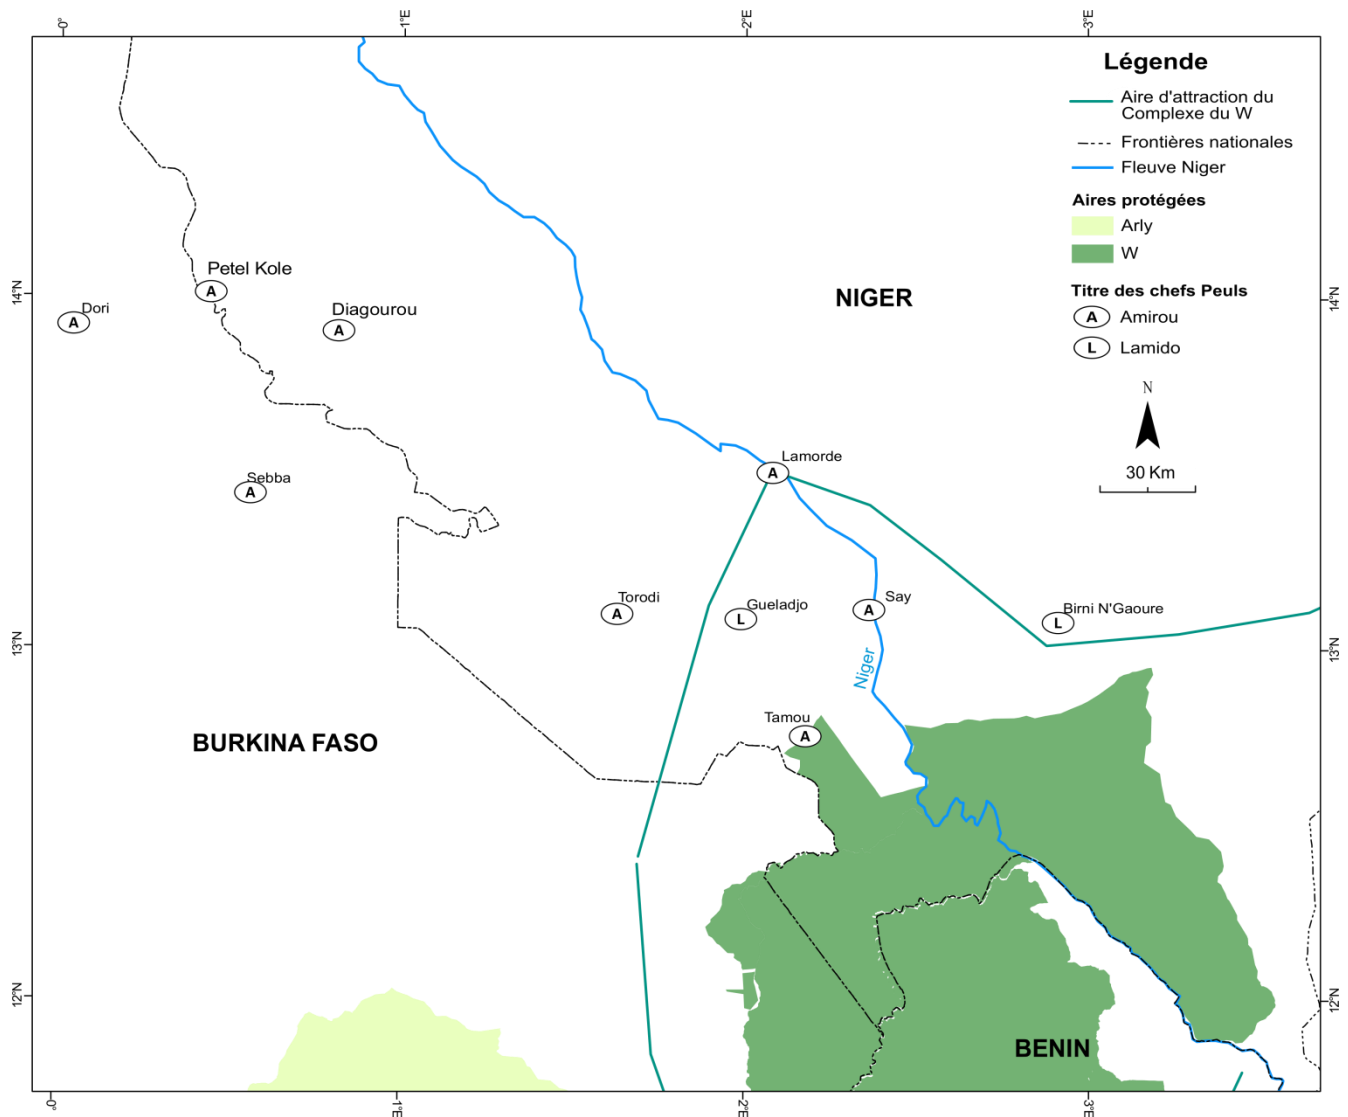 0°
1°E
2°E
3°E
Légende
Aire d'attraction du
Complexe du W
Frontières nationales
Fleuve Niger
Aires protégées
Arly
W
Titre des chefs Peuls
A Amirou
L Lamido
N
30 Km
14°N
14°N
Petel Kole
A
Dori
A
Diagourou
A
NIGER
Lamorde
A
Sebba
A
Torodi
A
Gueladjo
L
Say
A
Birni N'Gaoure
L
13°N
13°N
Niger
Tamou
A
BURKINA FASO
12°N
12°N
BENIN
0°
1°E
2°E
3°E